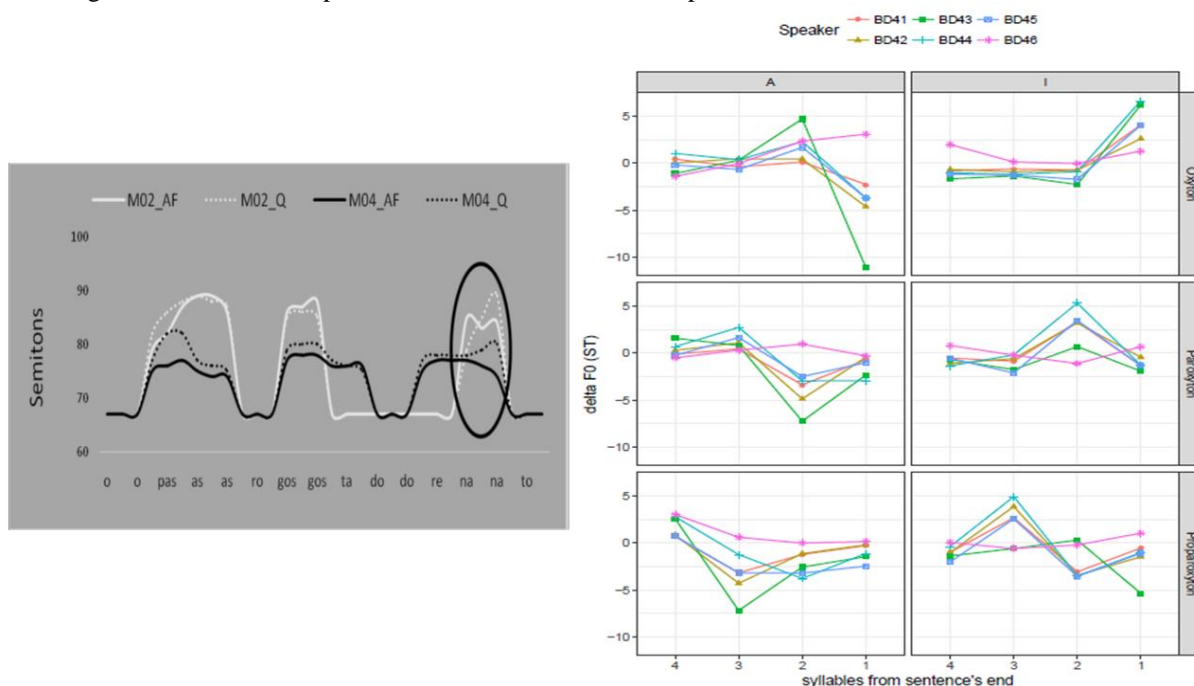 Speaker BD41 BD43 BD45
BD42 BD44 BD46
M02_AF M02_Q M04_AF M04_Q
Semitons
100
90
80
70
60
o o pas as as ro gos gos ta do do re na na to
A I
delta F0 (ST)
5
0
−5
−10
Oxyton
5
0
−5
−10
Paroxyton
5
0
−5
−10
Proparoxyton
4 3 2 1 4 3 2 1
syllables from sentence's end